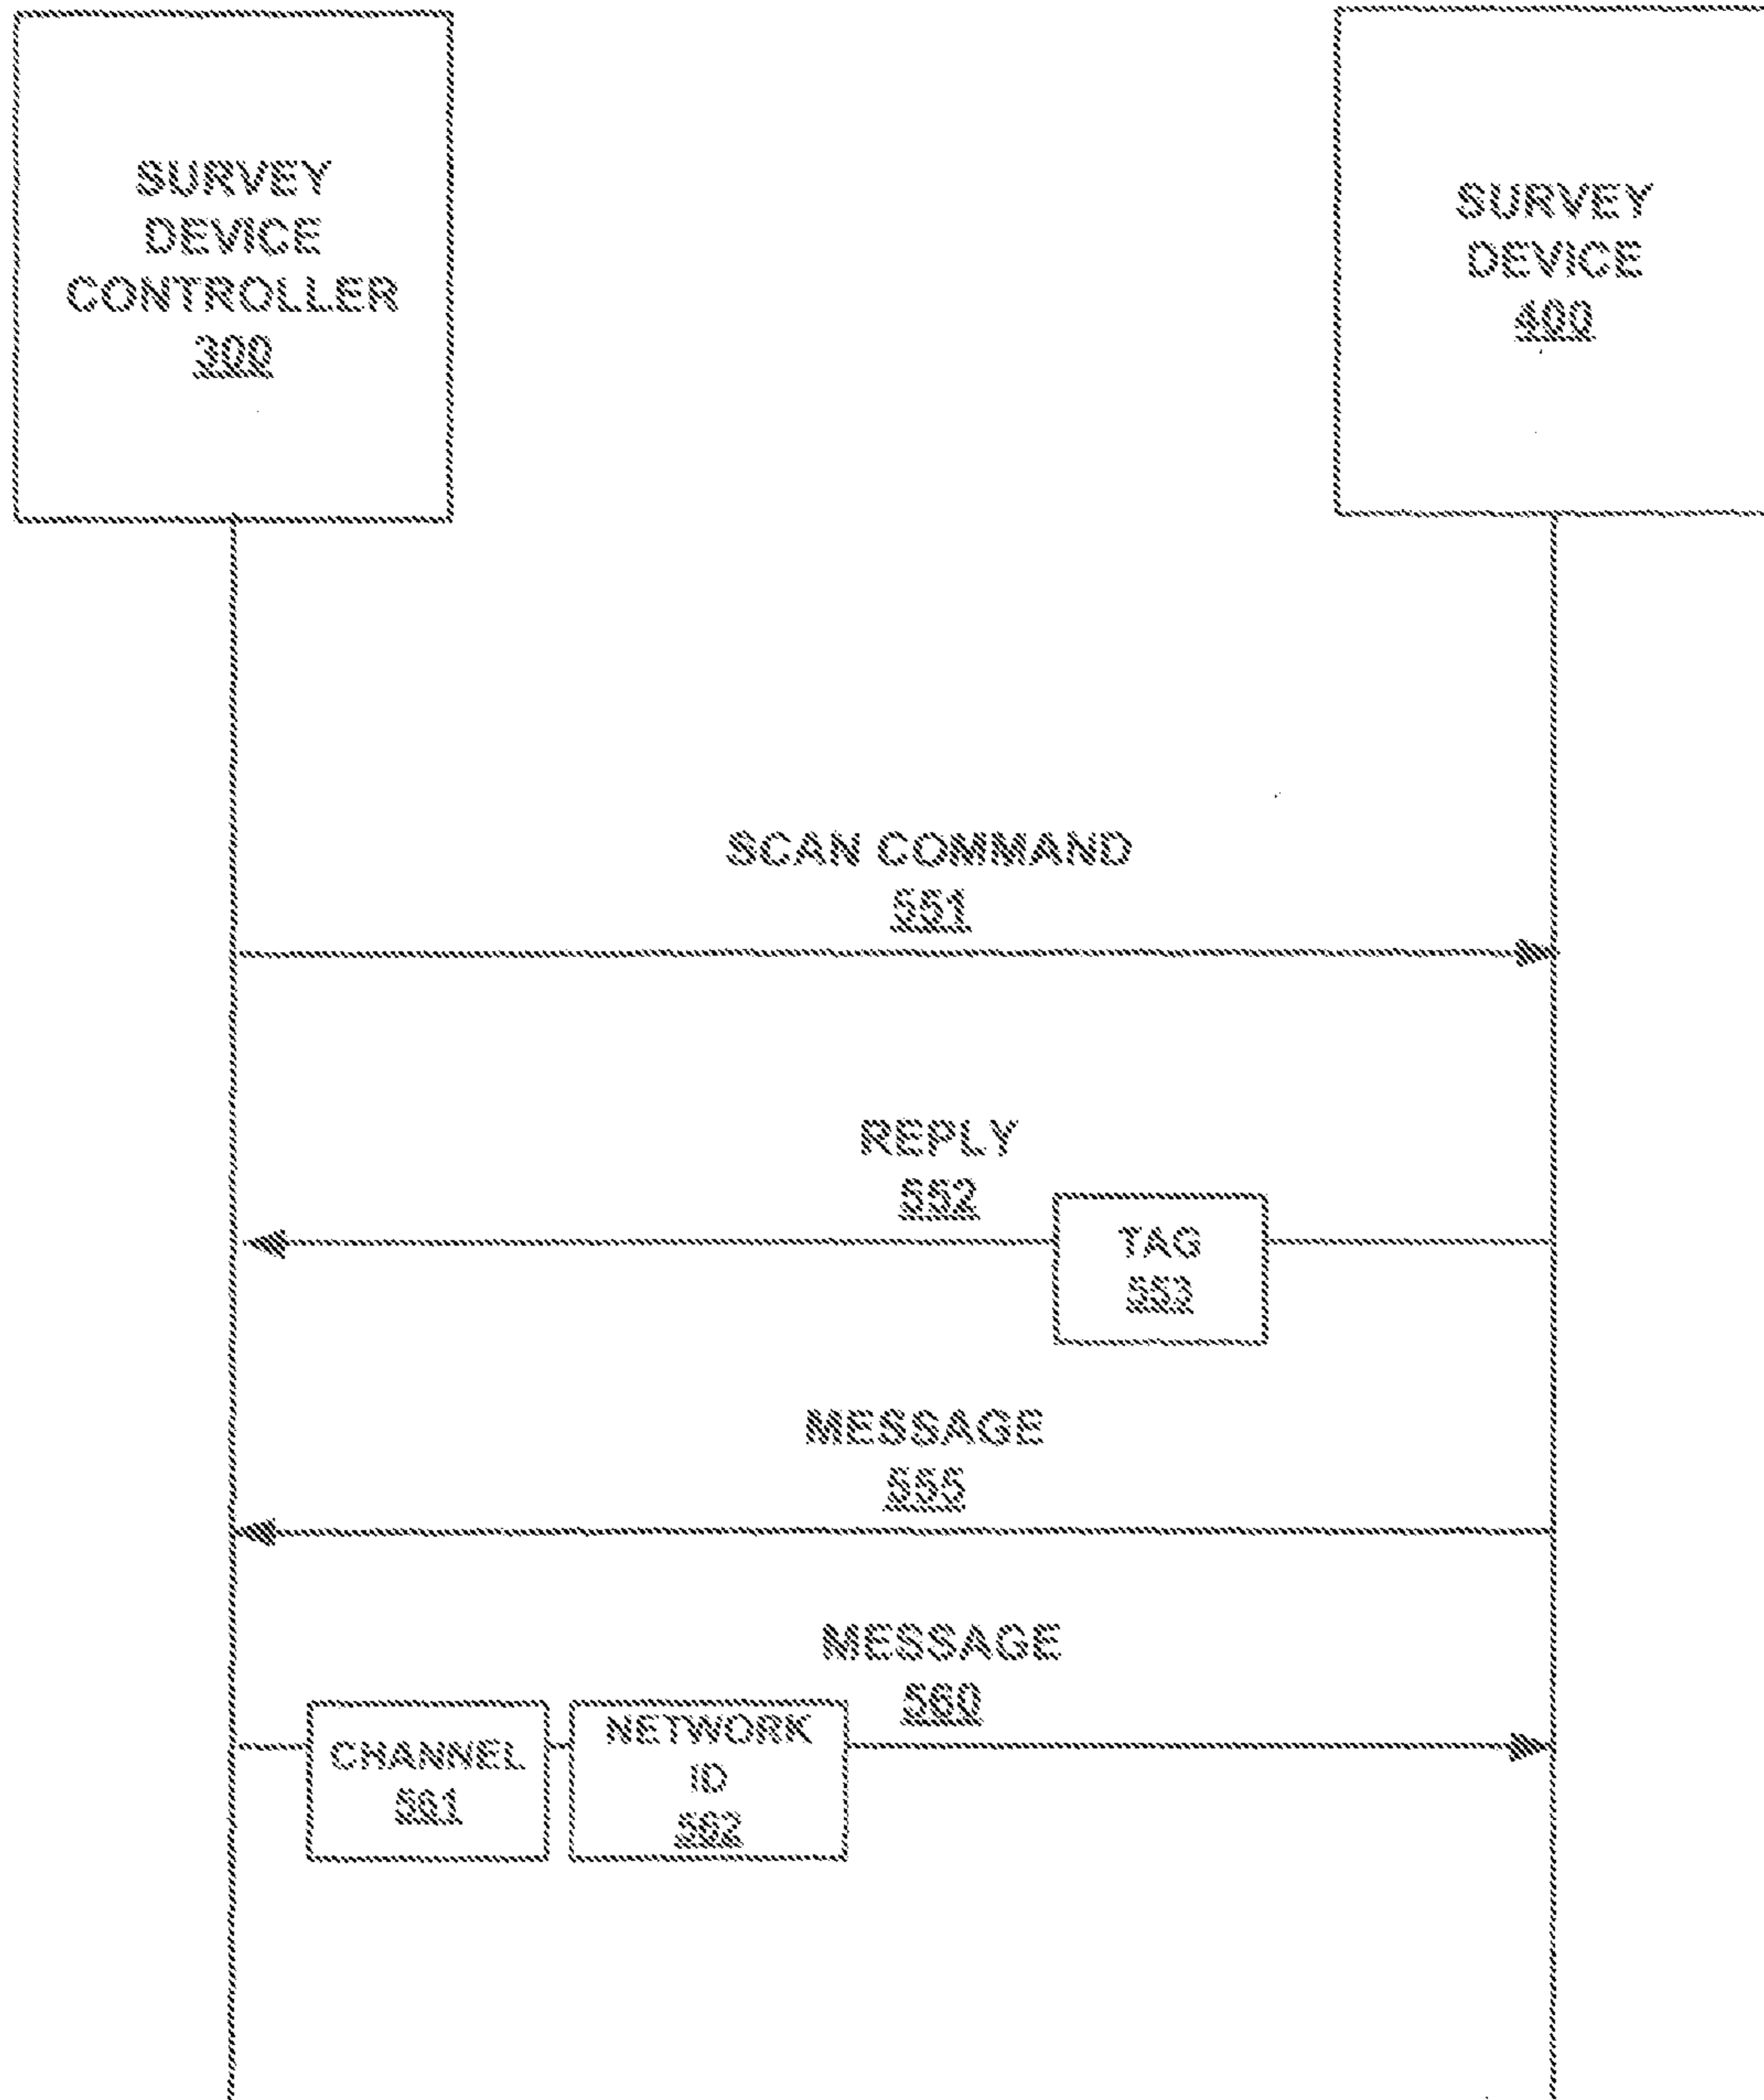 SURVEY
DEVICE
CONTROLLER
300
SURVEY
DEVICE
400
SCAN COMMAND
551
REPLY
552
TAG
553
MESSAGE
555
MESSAGE
560
CHANNEL
561
NETWORK
ID
562